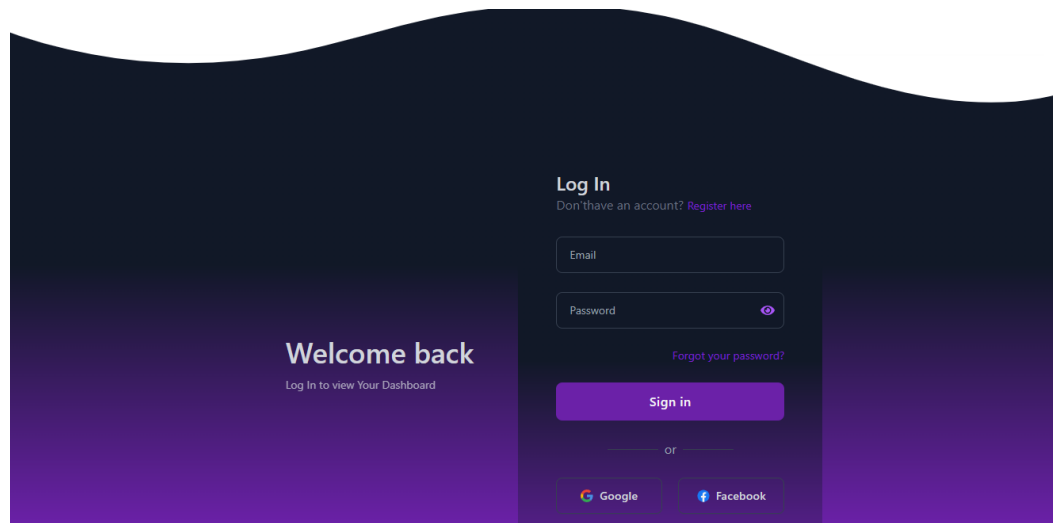 Log In
Don'thave an account? Register here
Email
Password
Forgot your password?
Welcome back
Log In to view Your Dashboard
Sign in
or
Google
Facebook